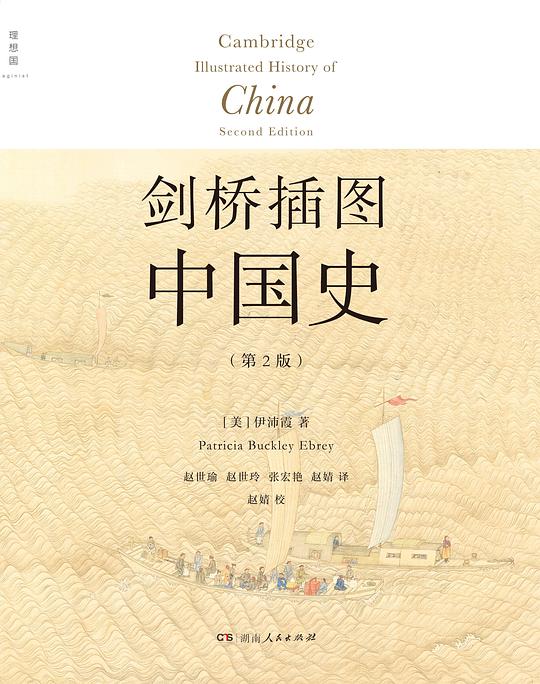 理
想
国
aginist
Cambridge
Illustrated History of
China
Second Edition
剑桥插图
中国史
（第2版）
［美］伊沛霞 著
Patricia Buckley Ebrey
赵世瑜 赵世玲 张宏艳 赵婧 译
赵婧 校
湖南人民出版社